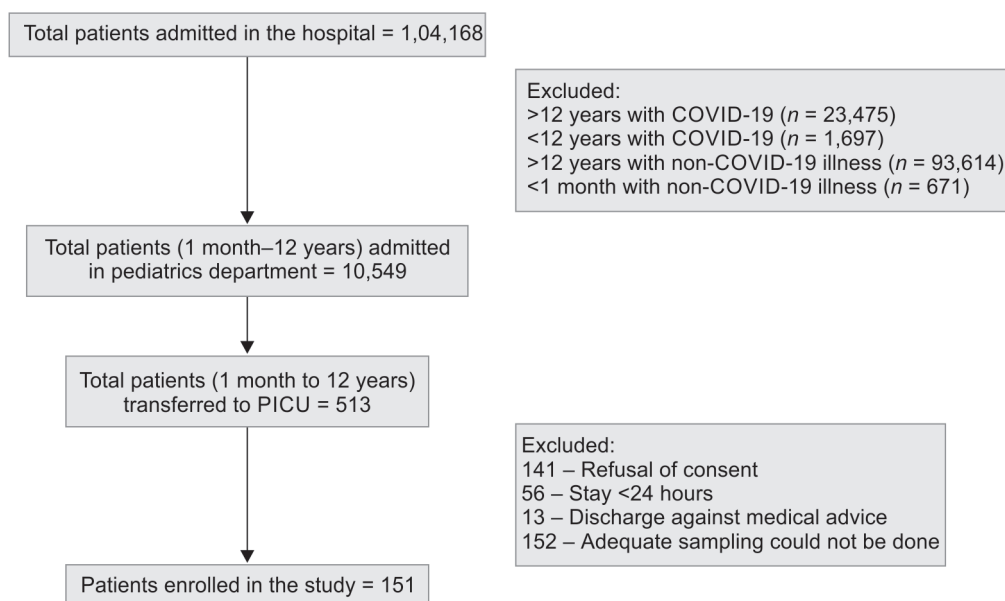 Total patients admitted in the hospital = 1,04,168
Excluded:
>12 years with COVID-19 (n = 23,475)
<12 years with COVID-19 (n = 1,697)
>12 years with non-COVID-19 illness (n = 93,614)
<1 month with non-COVID-19 illness (n = 671)
Total patients (1 month–12 years) admitted
in pediatrics department = 10,549
Total patients (1 month to 12 years)
transferred to PICU = 513
Excluded:
141 – Refusal of consent
56 – Stay <24 hours
13 – Discharge against medical advice
152 – Adequate sampling could not be done
Patients enrolled in the study = 151